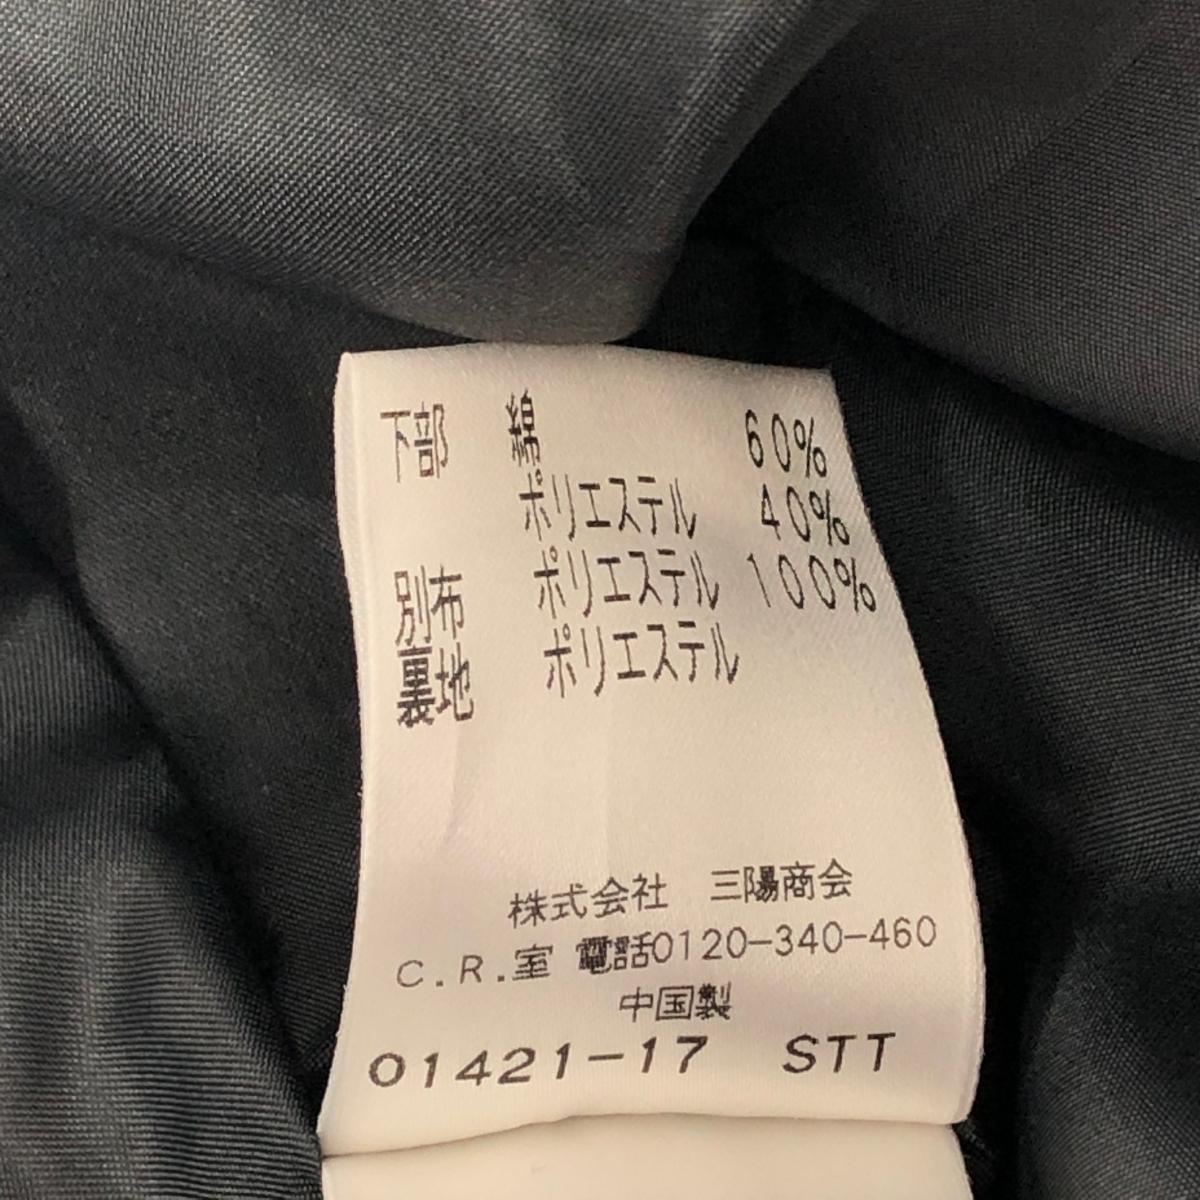 下部 綿 60%
ポリエステル 40%
別布 ポリエステル 100%
裏地 ポリエステル
株式会社 三陽商会
C.R.室 電話0120-340-460
中国製
01421-17 STT